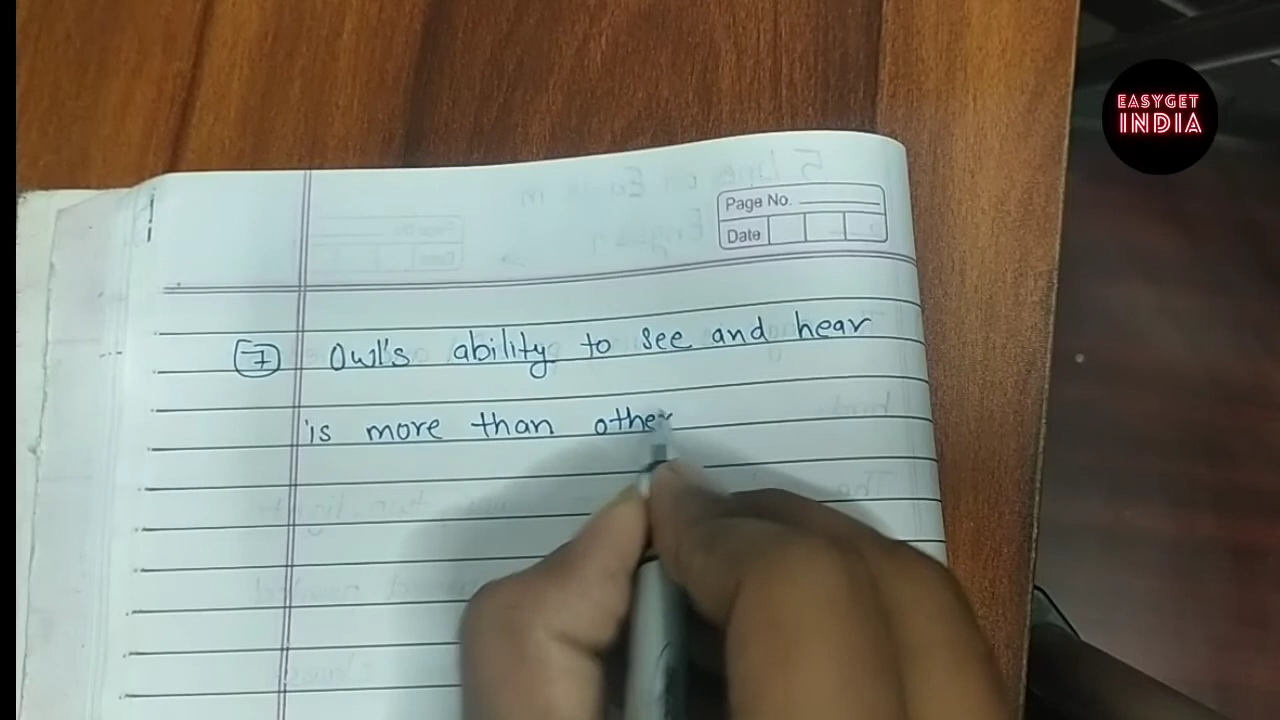 EASYGET
INDIA
Page No.
Date
7 Owl's ability to see and hear
is more than other